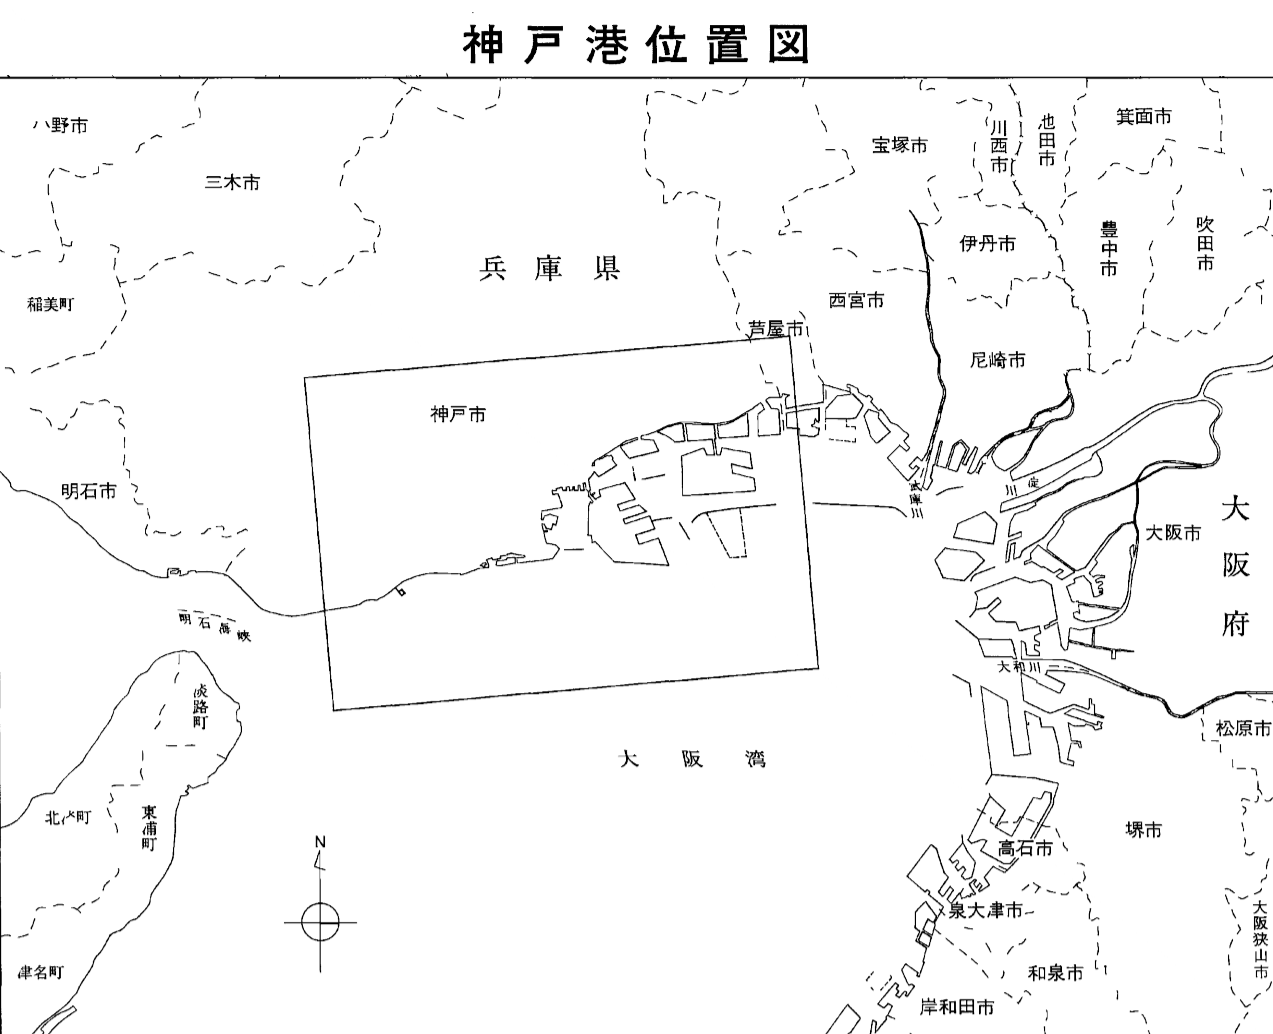 神戸港位置図
野市
三木市
宝塚市
川西市
池田市
箕面市
兵庫県
伊丹市
豊中市
吹田市
稲美町
西宮市
芦屋市
尼崎市
神戸市
明石市
武庫川
淀川
大阪市
大阪府
明石海峡
大和川
淡路町
松原市
大阪湾
北淡町
東浦町
N
堺市
高石市
泉大津市
大阪狭山市
津名町
和泉市
岸和田市